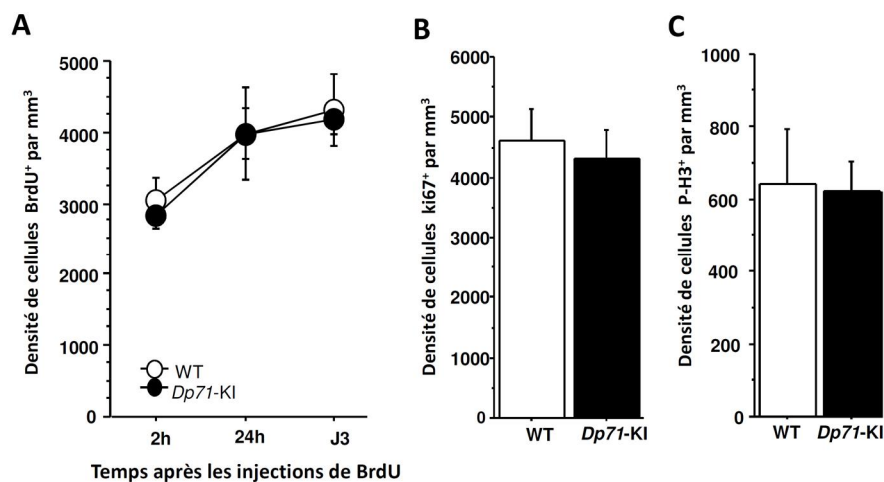 A
Densité de cellules BrdU⁺ par mm³
5000
4000
3000
2000
1000
0
WT
Dp71-KI
2h
24h
J3
Temps après les injections de BrdU
B
Densité de cellules ki67⁺ par mm³
6000
5000
4000
4000
3000
2000
1000
0
WT
Dp71-KI
C
Densité de cellules P-H3⁺ par mm³
1000
800
600
400
200
0
WT
Dp71-KI